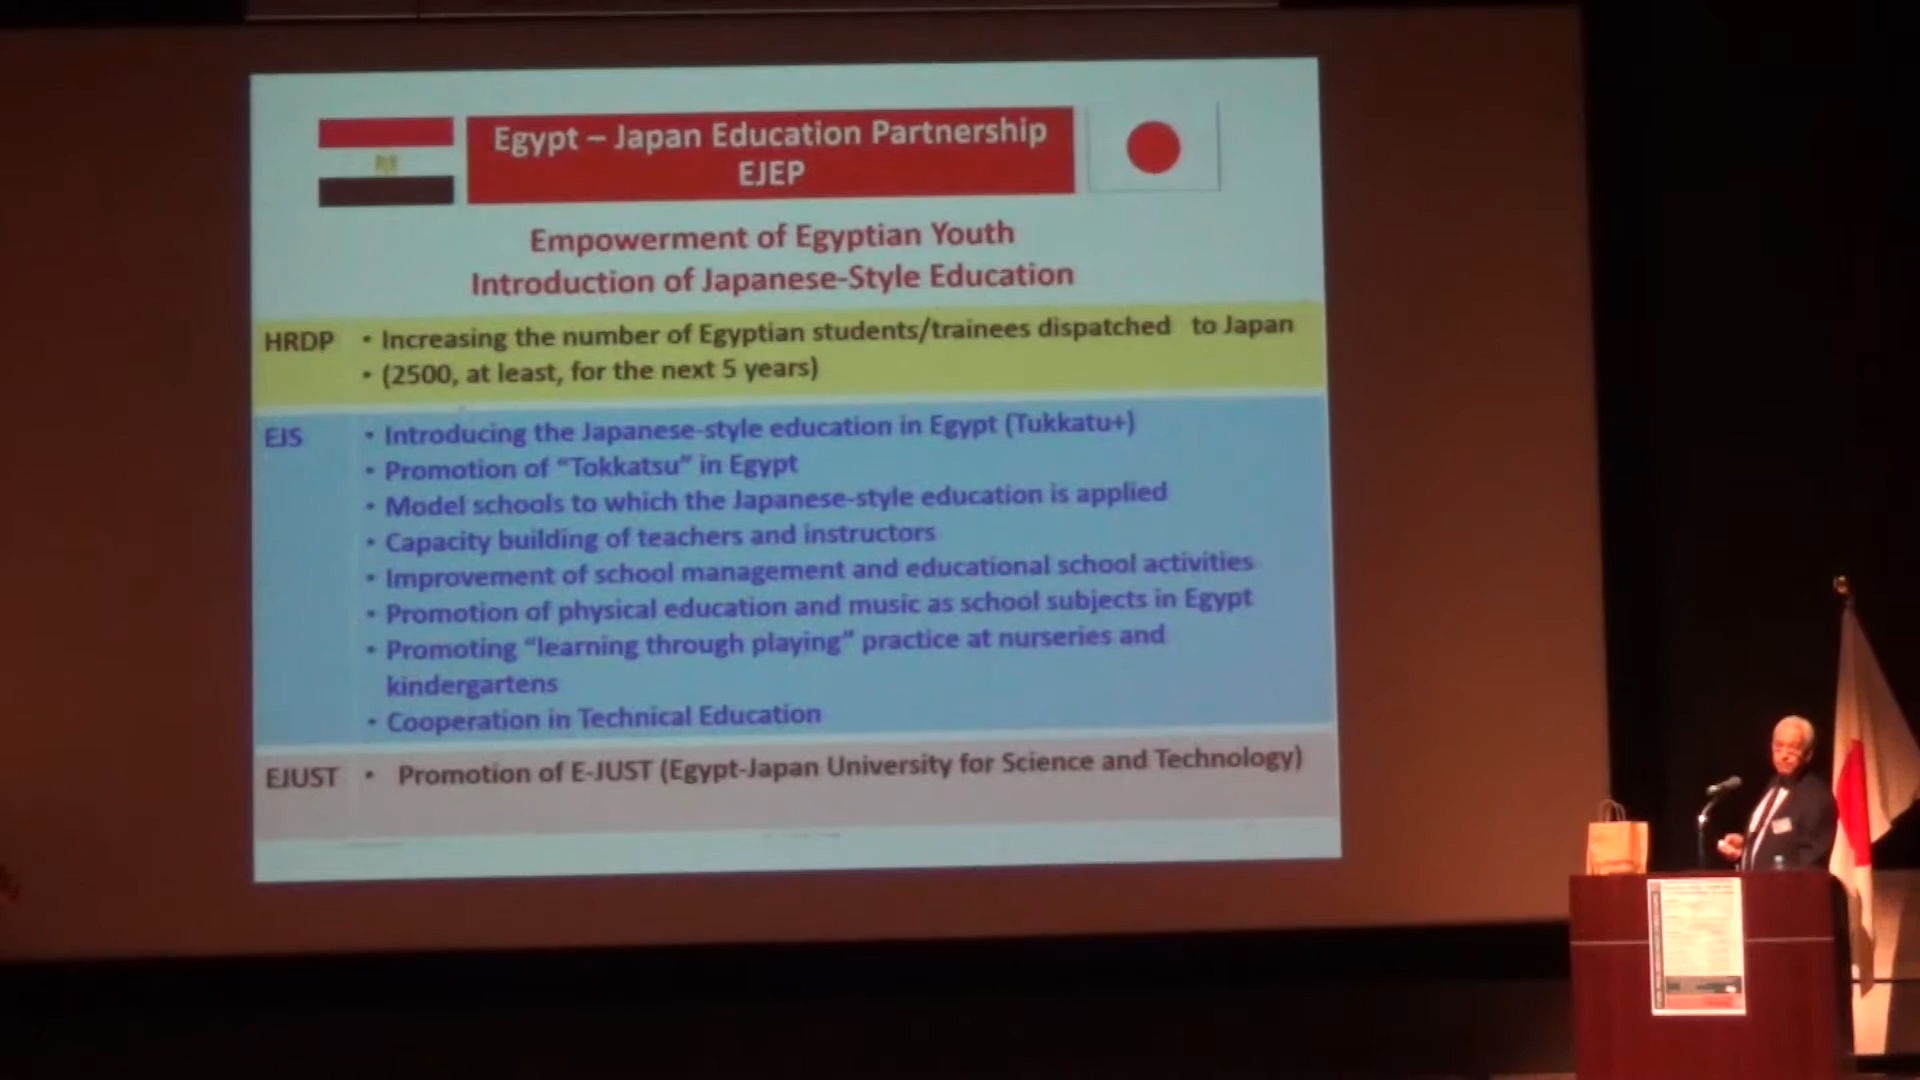 Egypt – Japan Education Partnership
EJEP
Empowerment of Egyptian Youth
Introduction of Japanese-Style Education
HRDP • Increasing the number of Egyptian students/trainees dispatched to Japan
• (2500, at least, for the next 5 years)
EJS • Introducing the Japanese-style education in Egypt (Tukkatu+)
• Promotion of “Tokkatsu” in Egypt
• Model schools to which the Japanese-style education is applied
• Capacity building of teachers and instructors
• Improvement of school management and educational school activities
• Promotion of physical education and music as school subjects in Egypt
• Promoting “learning through playing” practice at nurseries and
kindergartens
• Cooperation in Technical Education
EJUST • Promotion of E-JUST (Egypt-Japan University for Science and Technology)